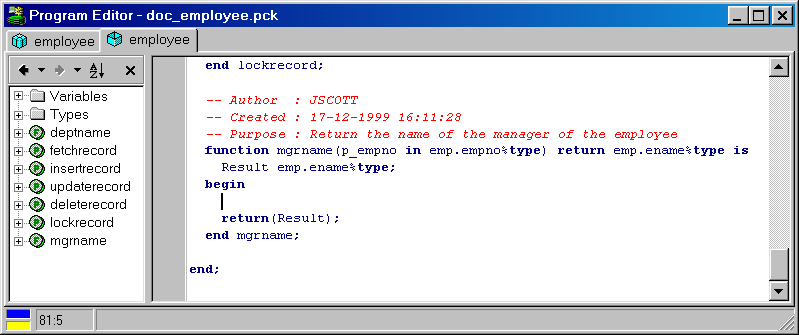 Program Editor - doc_employee.pck
employee employee
Variables
Types
deptname
fetchrecord
insertrecord
updaterecord
deleterecord
lockrecord
mgrname
end lockrecord;
-- Author  : JSCOTT
-- Created : 17-12-1999 16:11:28
-- Purpose : Return the name of the manager of the employee
function mgrname(p_empno in emp.empno%type) return emp.ename%type is
Result emp.ename%type;
begin
return(Result);
end mgrname;
end;
81:5